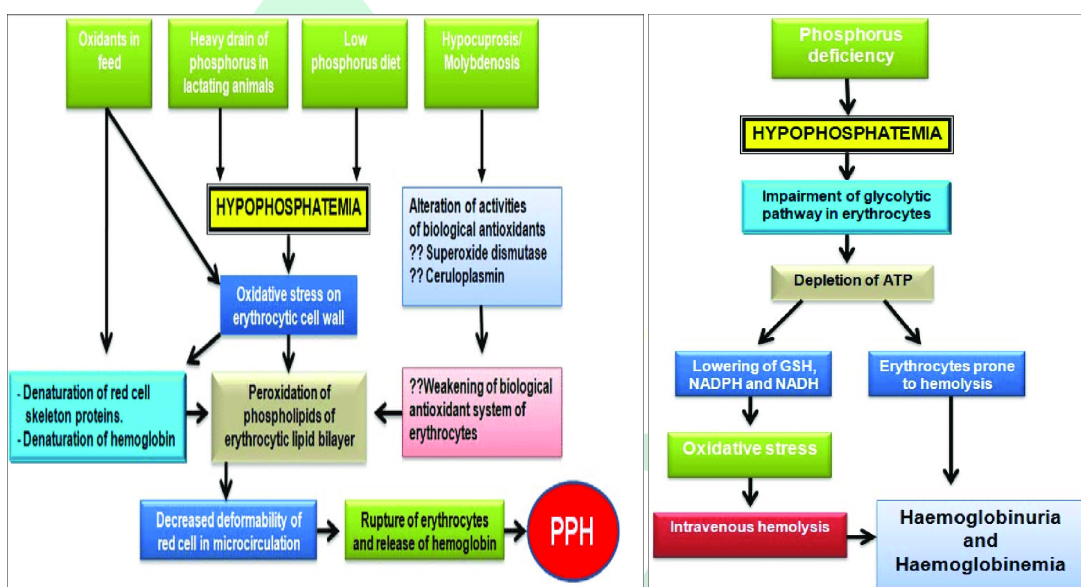 Oxidants in
feed
Heavy drain of
phosphorus in
lactating animals
Low
phosphorus diet
Hypocuprosis/
Molybdenosis
HYPOPHOSPHATEMIA
Alteration of activities
of biological antioxidants
?? Superoxide dismutase
?? Ceruloplasmin
Oxidative stress on
erythrocytic cell wall
- Denaturation of red cell
skeleton proteins.
- Denaturation of hemoglobin
Peroxidation of
phospholipids of
erythrocytic lipid bilayer
??Weakening of biological
antioxidant system of
erythrocytes
Decreased deformability of
red cell in microcirculation
Rupture of erythrocytes
and release of hemoglobin
PPH
Phosphorus
deficiency
HYPOPHOSPHATEMIA
Impairment of glycolytic
pathway in erythrocytes
Depletion of ATP
Lowering of GSH,
NADPH and NADH
Erythrocytes prone
to hemolysis
Oxidative stress
Intravenous hemolysis
Haemoglobinuria
and
Haemoglobinemia